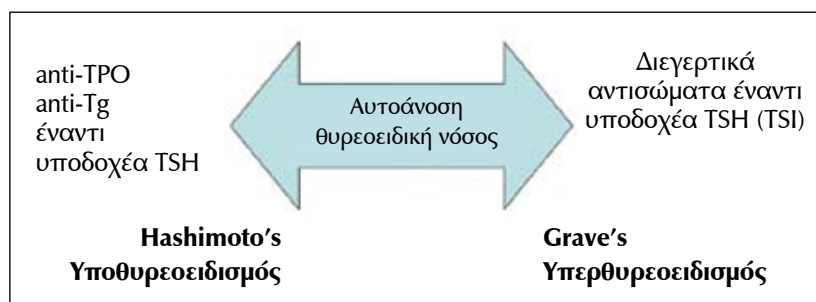 anti-TPO
anti-Tg
έναντι
υποδοχέα TSH
Αυτοάνοση
θυρεοειδική νόσος
Διεγερτικά
αντισώματα έναντι
υποδοχέα TSH (TSI)
Hashimoto's
Υποθυρεοειδισμός
Grave's
Υπερθυρεοειδισμός